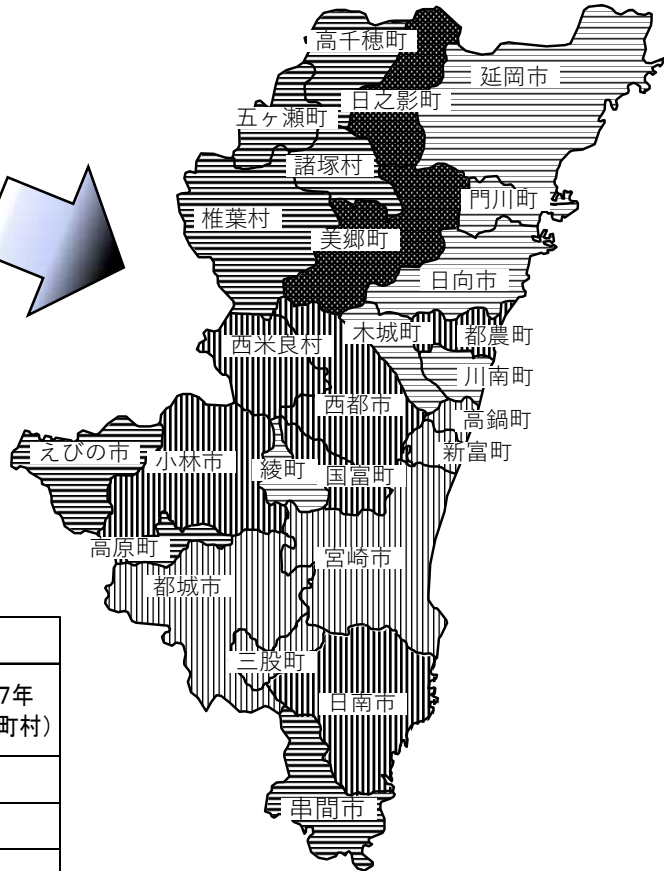 高千穂町
延岡市
日之影町
五ヶ瀬町
諸塚村
門川町
椎葉村
美郷町
日向市
木城町
都農町
西米良村
川南町
西都市
高鍋町
新富町
えびの市
小林市
綾町
国富町
高原町
宮崎市
都城市
三股町
日南市
串間市
7年
町村)